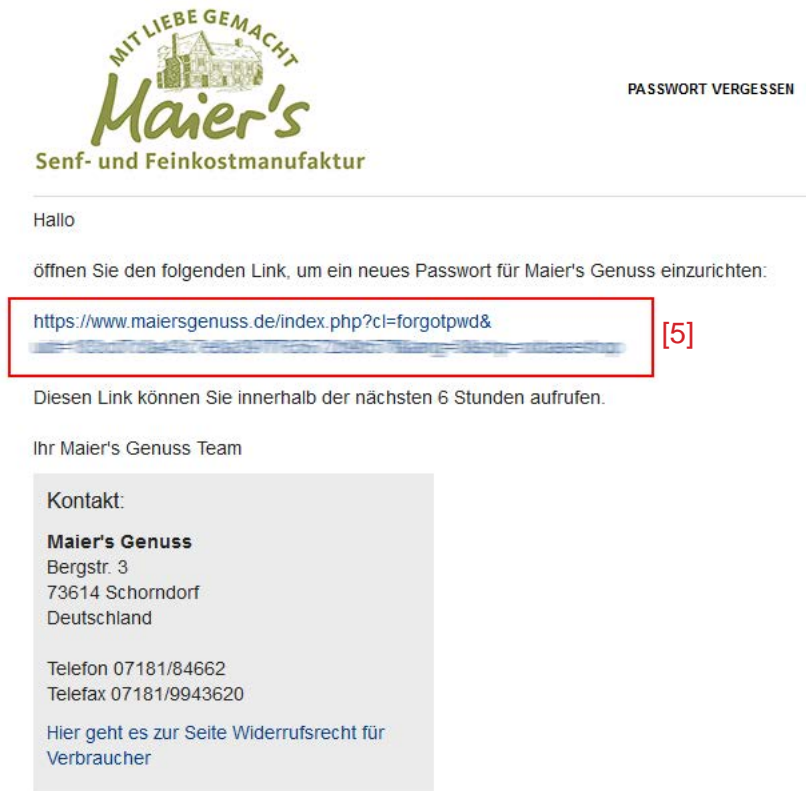 MIT LIEBE GEMACHT
Maier's
Senf- und Feinkostmanufaktur
PASSWORT VERGESSEN
Hallo
öffnen Sie den folgenden Link, um ein neues Passwort für Maier's Genuss einzurichten:
https://www.maiersgenuss.de/index.php?cl=forgotpwd&
[5]
Diesen Link können Sie innerhalb der nächsten 6 Stunden aufrufen.
Ihr Maier's Genuss Team
Kontakt:
Maier's Genuss
Bergstr. 3
73614 Schorndorf
Deutschland
Telefon 07181/84662
Telefax 07181/9943620
Hier geht es zur Seite Widerrufsrecht für
Verbraucher